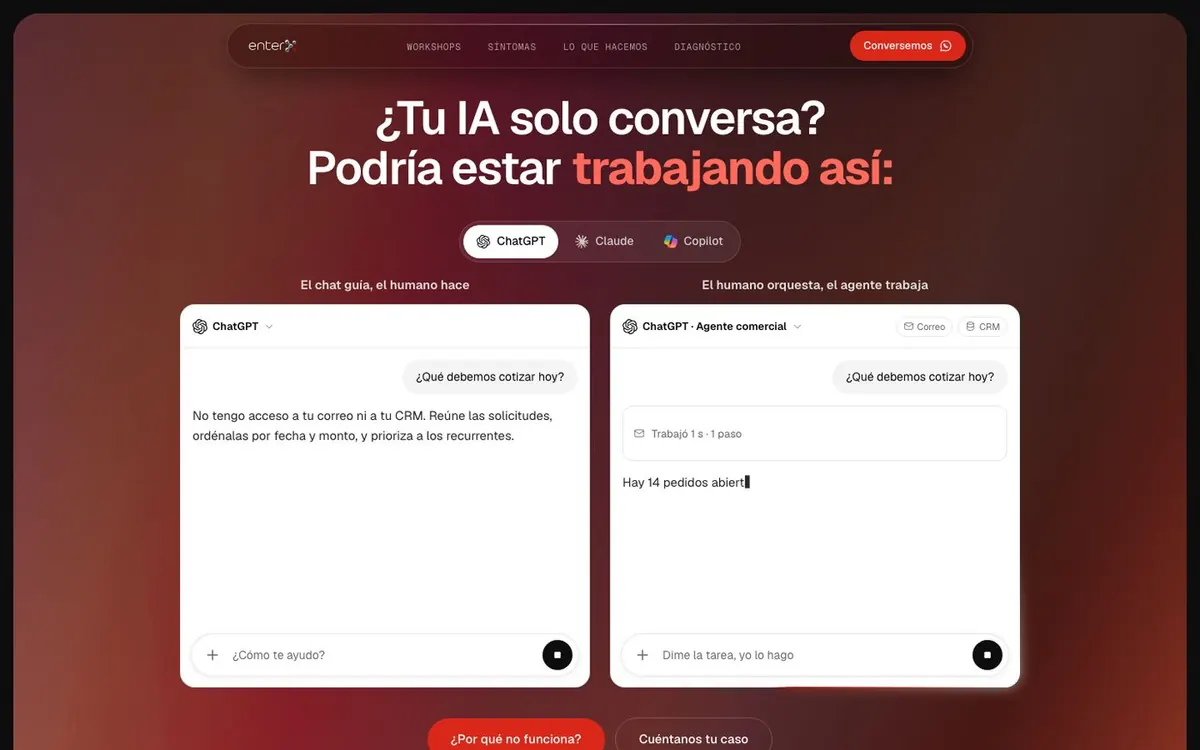 enter
WORKSHOPS
SÍNTOMAS
LO QUE HACEMOS
DIAGNÓSTICO
Conversemos
¿Tu IA solo conversa?
Podría estar trabajando así:
ChatGPT
Claude
Copilot
El chat guía, el humano hace
ChatGPT
¿Qué debemos cotizar hoy?
No tengo acceso a tu correo ni a tu CRM. Reúne las solicitudes,
ordénalas por fecha y monto, y prioriza a los recurrentes.
¿Cómo te ayudo?
El humano orquesta, el agente trabaja
ChatGPT · Agente comercial
Correo
CRM
¿Qué debemos cotizar hoy?
Trabajó 1 s · 1 paso
Hay 14 pedidos abiert
Dime la tarea, yo lo hago
¿Por qué no funciona?
Cuéntanos tu caso